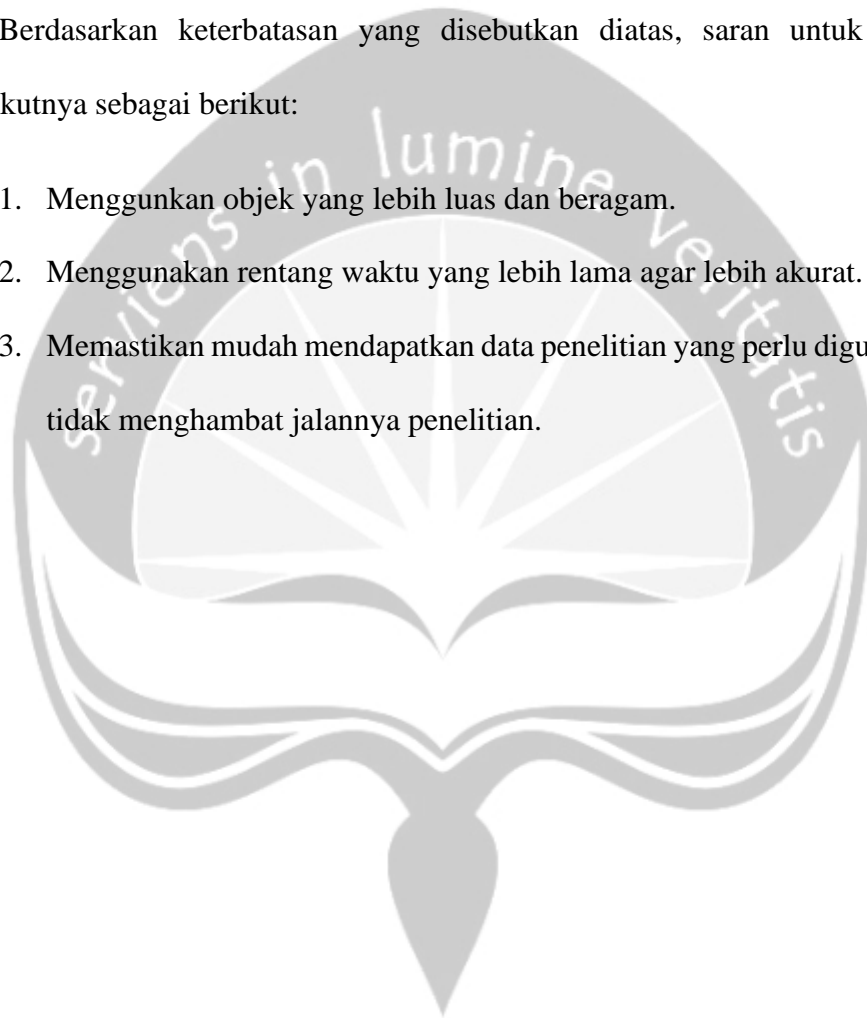 Berdasarkan keterbatasan yang disebutkan diatas, saran untuk
kutnya sebagai berikut:
serviens in lumine veritatis
1. Menggunkan objek yang lebih luas dan beragam.
2. Menggunakan rentang waktu yang lebih lama agar lebih akurat.
3. Memastikan mudah mendapatkan data penelitian yang perlu digu
tidak menghambat jalannya penelitian.